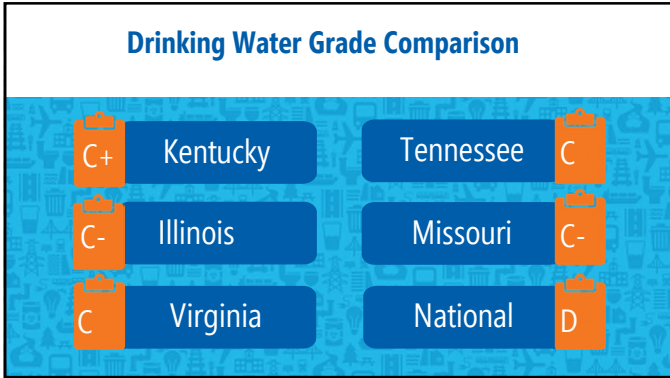 Drinking Water Grade Comparison
C+ Kentucky
Tennessee C
C- Illinois
Missouri C-
C Virginia
National D